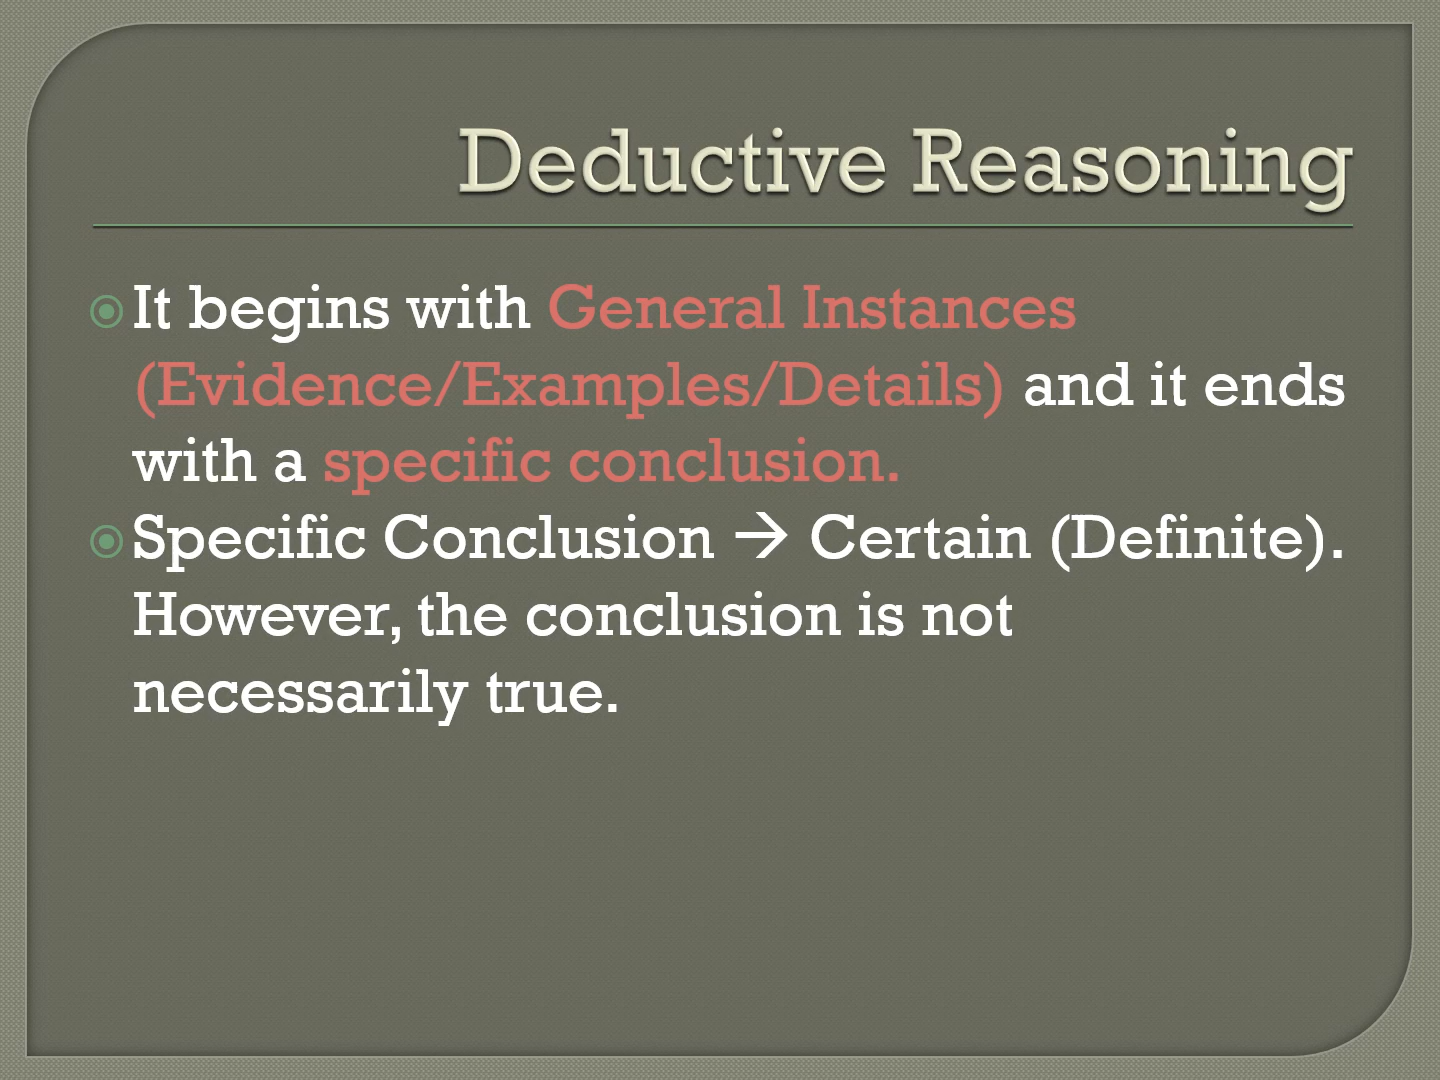 Deductive Reasoning
It begins with General Instances
(Evidence/Examples/Details) and it ends
with a specific conclusion.
Specific Conclusion → Certain (Definite).
However, the conclusion is not
necessarily true.